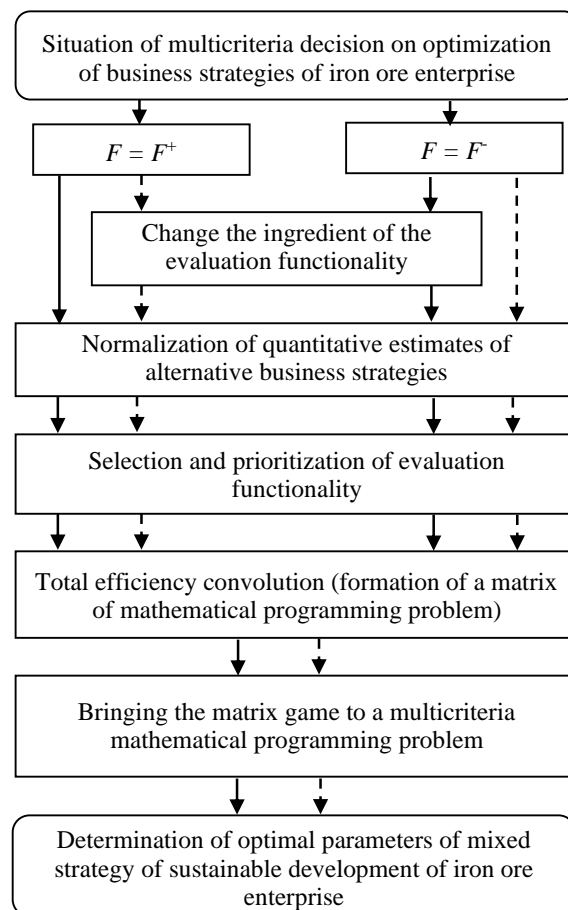 Situation of multicriteria decision on optimization
of business strategies of iron ore enterprise
F = F⁺
F = F⁻
Change the ingredient of the
evaluation functionality
Normalization of quantitative estimates of
alternative business strategies
Selection and prioritization of evaluation
functionality
Total efficiency convolution (formation of a matrix
of mathematical programming problem)
Bringing the matrix game to a multicriteria
mathematical programming problem
Determination of optimal parameters of mixed
strategy of sustainable development of iron ore
enterprise